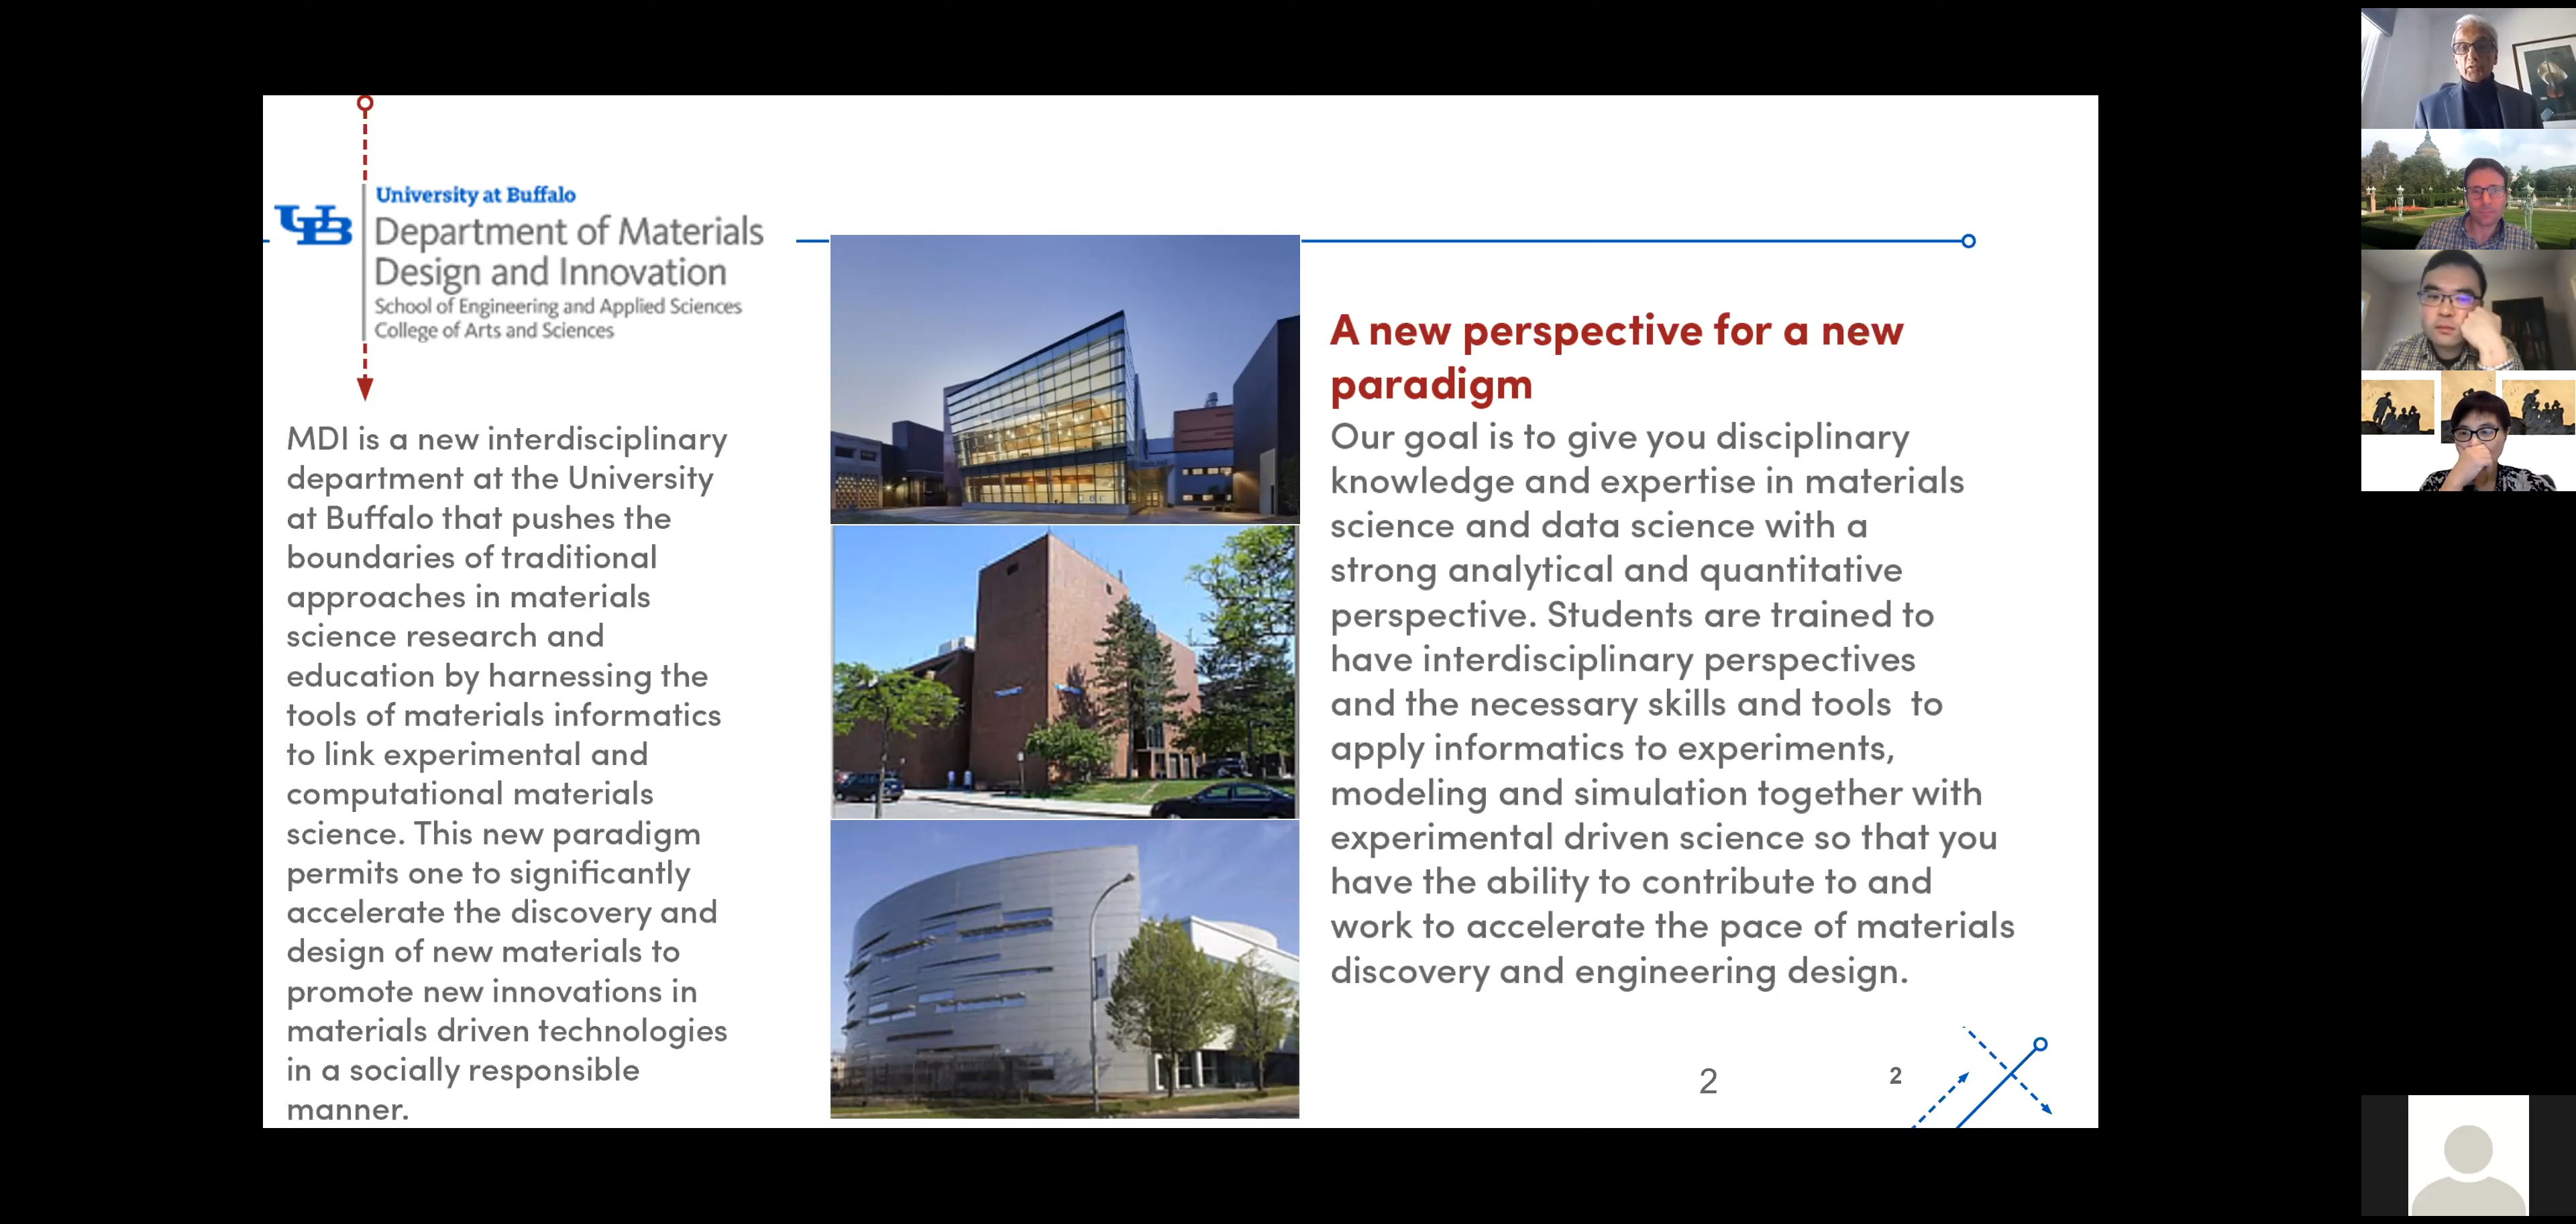 UB
University at Buffalo
Department of Materials
Design and Innovation
School of Engineering and Applied Sciences
College of Arts and Sciences
MDI is a new interdisciplinary
department at the University
at Buffalo that pushes the
boundaries of traditional
approaches in materials
science research and
education by harnessing the
tools of materials informatics
to link experimental and
computational materials
science. This new paradigm
permits one to significantly
accelerate the discovery and
design of new materials to
promote new innovations in
materials driven technologies
in a socially responsible
manner.
A new perspective for a new
paradigm
Our goal is to give you disciplinary
knowledge and expertise in materials
science and data science with a
strong analytical and quantitative
perspective. Students are trained to
have interdisciplinary perspectives
and the necessary skills and tools to
apply informatics to experiments,
modeling and simulation together with
experimental driven science so that you
have the ability to contribute to and
work to accelerate the pace of materials
discovery and engineering design.
2
2